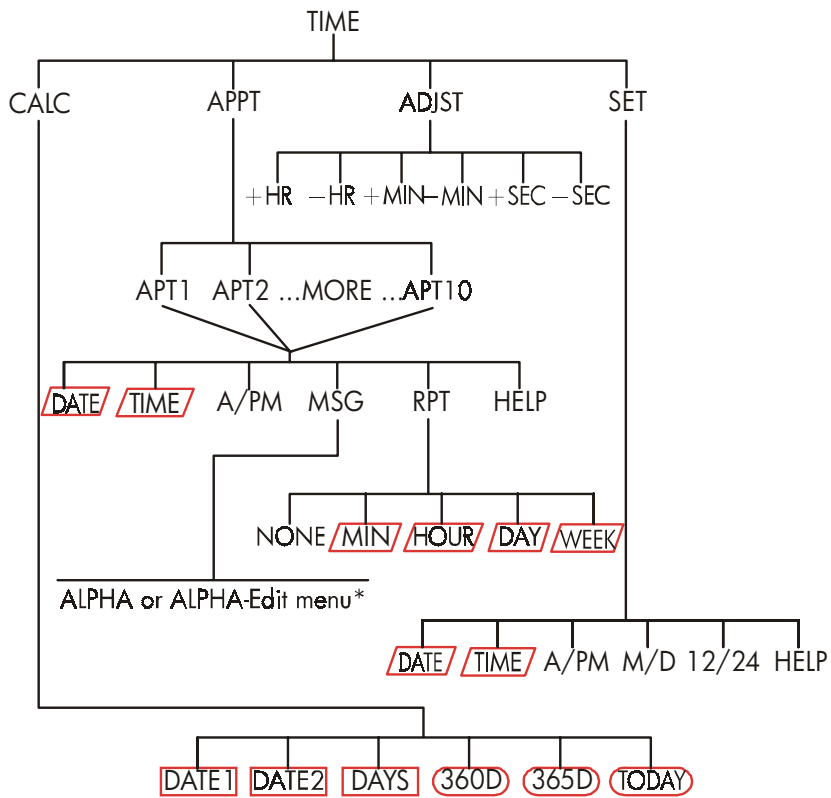 TIME
CALC APPT ADJST SET
+HR −HR +MIN −MIN +SEC −SEC
APT1 APT2 ...MORE ...APT10
DATE TIME A/PM MSG RPT HELP
NONE MIN HOUR DAY WEEK
ALPHA or ALPHA-Edit menu*
DATE TIME A/PM M/D 12/24 HELP
DATE1 DATE2 DAYS 360D 365D TODAY